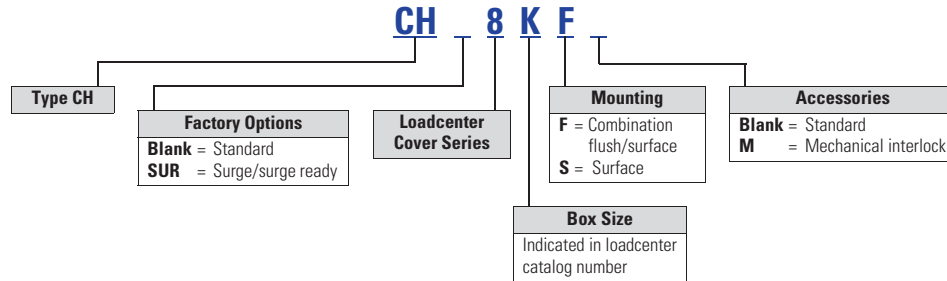 CH _ 8 K F _
Type CH
Factory Options
Blank = Standard
SUR = Surge/surge ready
Loadcenter
Cover Series
Mounting
F = Combination
flush/surface
S = Surface
Accessories
Blank = Standard
M = Mechanical interlock
Box Size
Indicated in loadcenter
catalog number